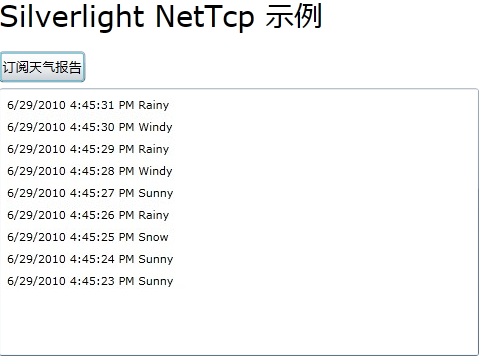 Silverlight NetTcp 示例
订阅天气报告
6/29/2010 4:45:31 PM Rainy
6/29/2010 4:45:30 PM Windy
6/29/2010 4:45:29 PM Rainy
6/29/2010 4:45:28 PM Windy
6/29/2010 4:45:27 PM Sunny
6/29/2010 4:45:26 PM Rainy
6/29/2010 4:45:25 PM Snow
6/29/2010 4:45:24 PM Sunny
6/29/2010 4:45:23 PM Sunny